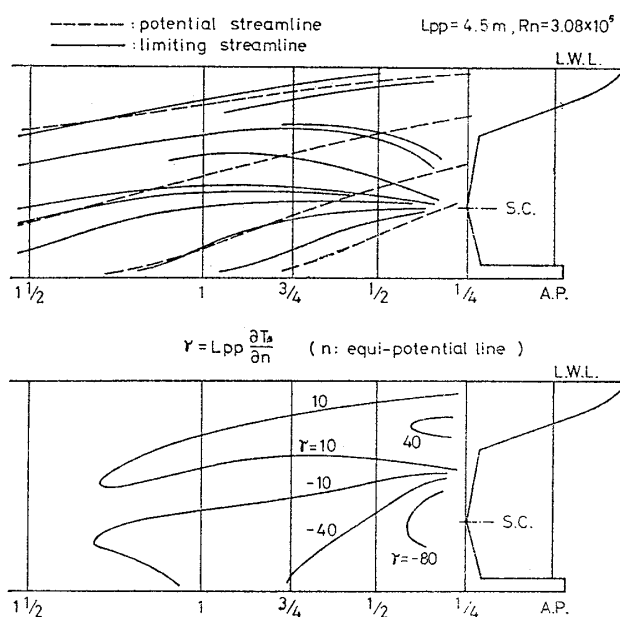 ----- : potential streamline
——— : limiting streamline
Lpp = 4.5 m, Rn = 3.08×10⁵
L.W.L.
S.C.
1 1/2 1 3/4 1/2 1/4 A.P.
γ = Lpp ∂Ts/∂n ( n: equi-potential line )
L.W.L.
10
40
γ=10
-10
-40
S.C.
γ=-80
1 1/2 1 3/4 1/2 1/4 A.P.